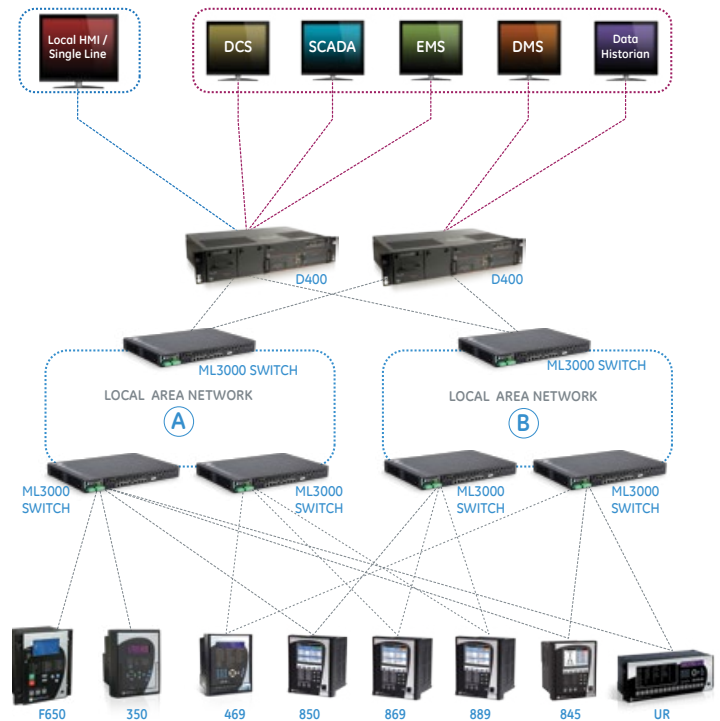 Local HMI /
Single Line
DCS
SCADA
EMS
DMS
Data
Historian
D400
D400
ML3000 SWITCH
ML3000 SWITCH
LOCAL AREA NETWORK
A
LOCAL AREA NETWORK
B
ML3000
SWITCH
ML3000
SWITCH
ML3000
SWITCH
ML3000
SWITCH
F650
350
469
850
869
889
845
UR